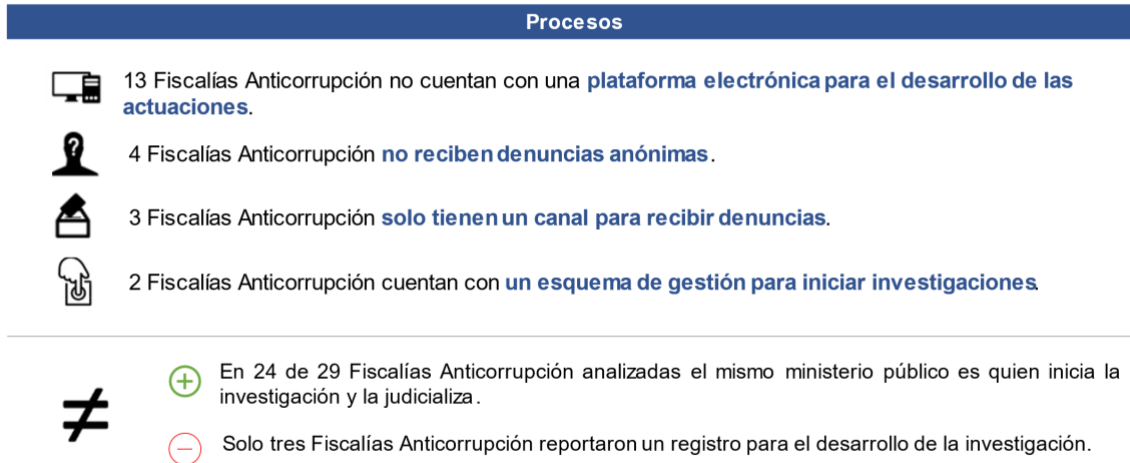 Procesos
13 Fiscalías Anticorrupción no cuentan con una plataforma electrónica para el desarrollo de las
actuaciones.
4 Fiscalías Anticorrupción no reciben denuncias anónimas.
3 Fiscalías Anticorrupción solo tienen un canal para recibir denuncias.
2 Fiscalías Anticorrupción cuentan con un esquema de gestión para iniciar investigaciones.
En 24 de 29 Fiscalías Anticorrupción analizadas el mismo ministerio público es quien inicia la
investigación y la judicializa.
Solo tres Fiscalías Anticorrupción reportaron un registro para el desarrollo de la investigación.